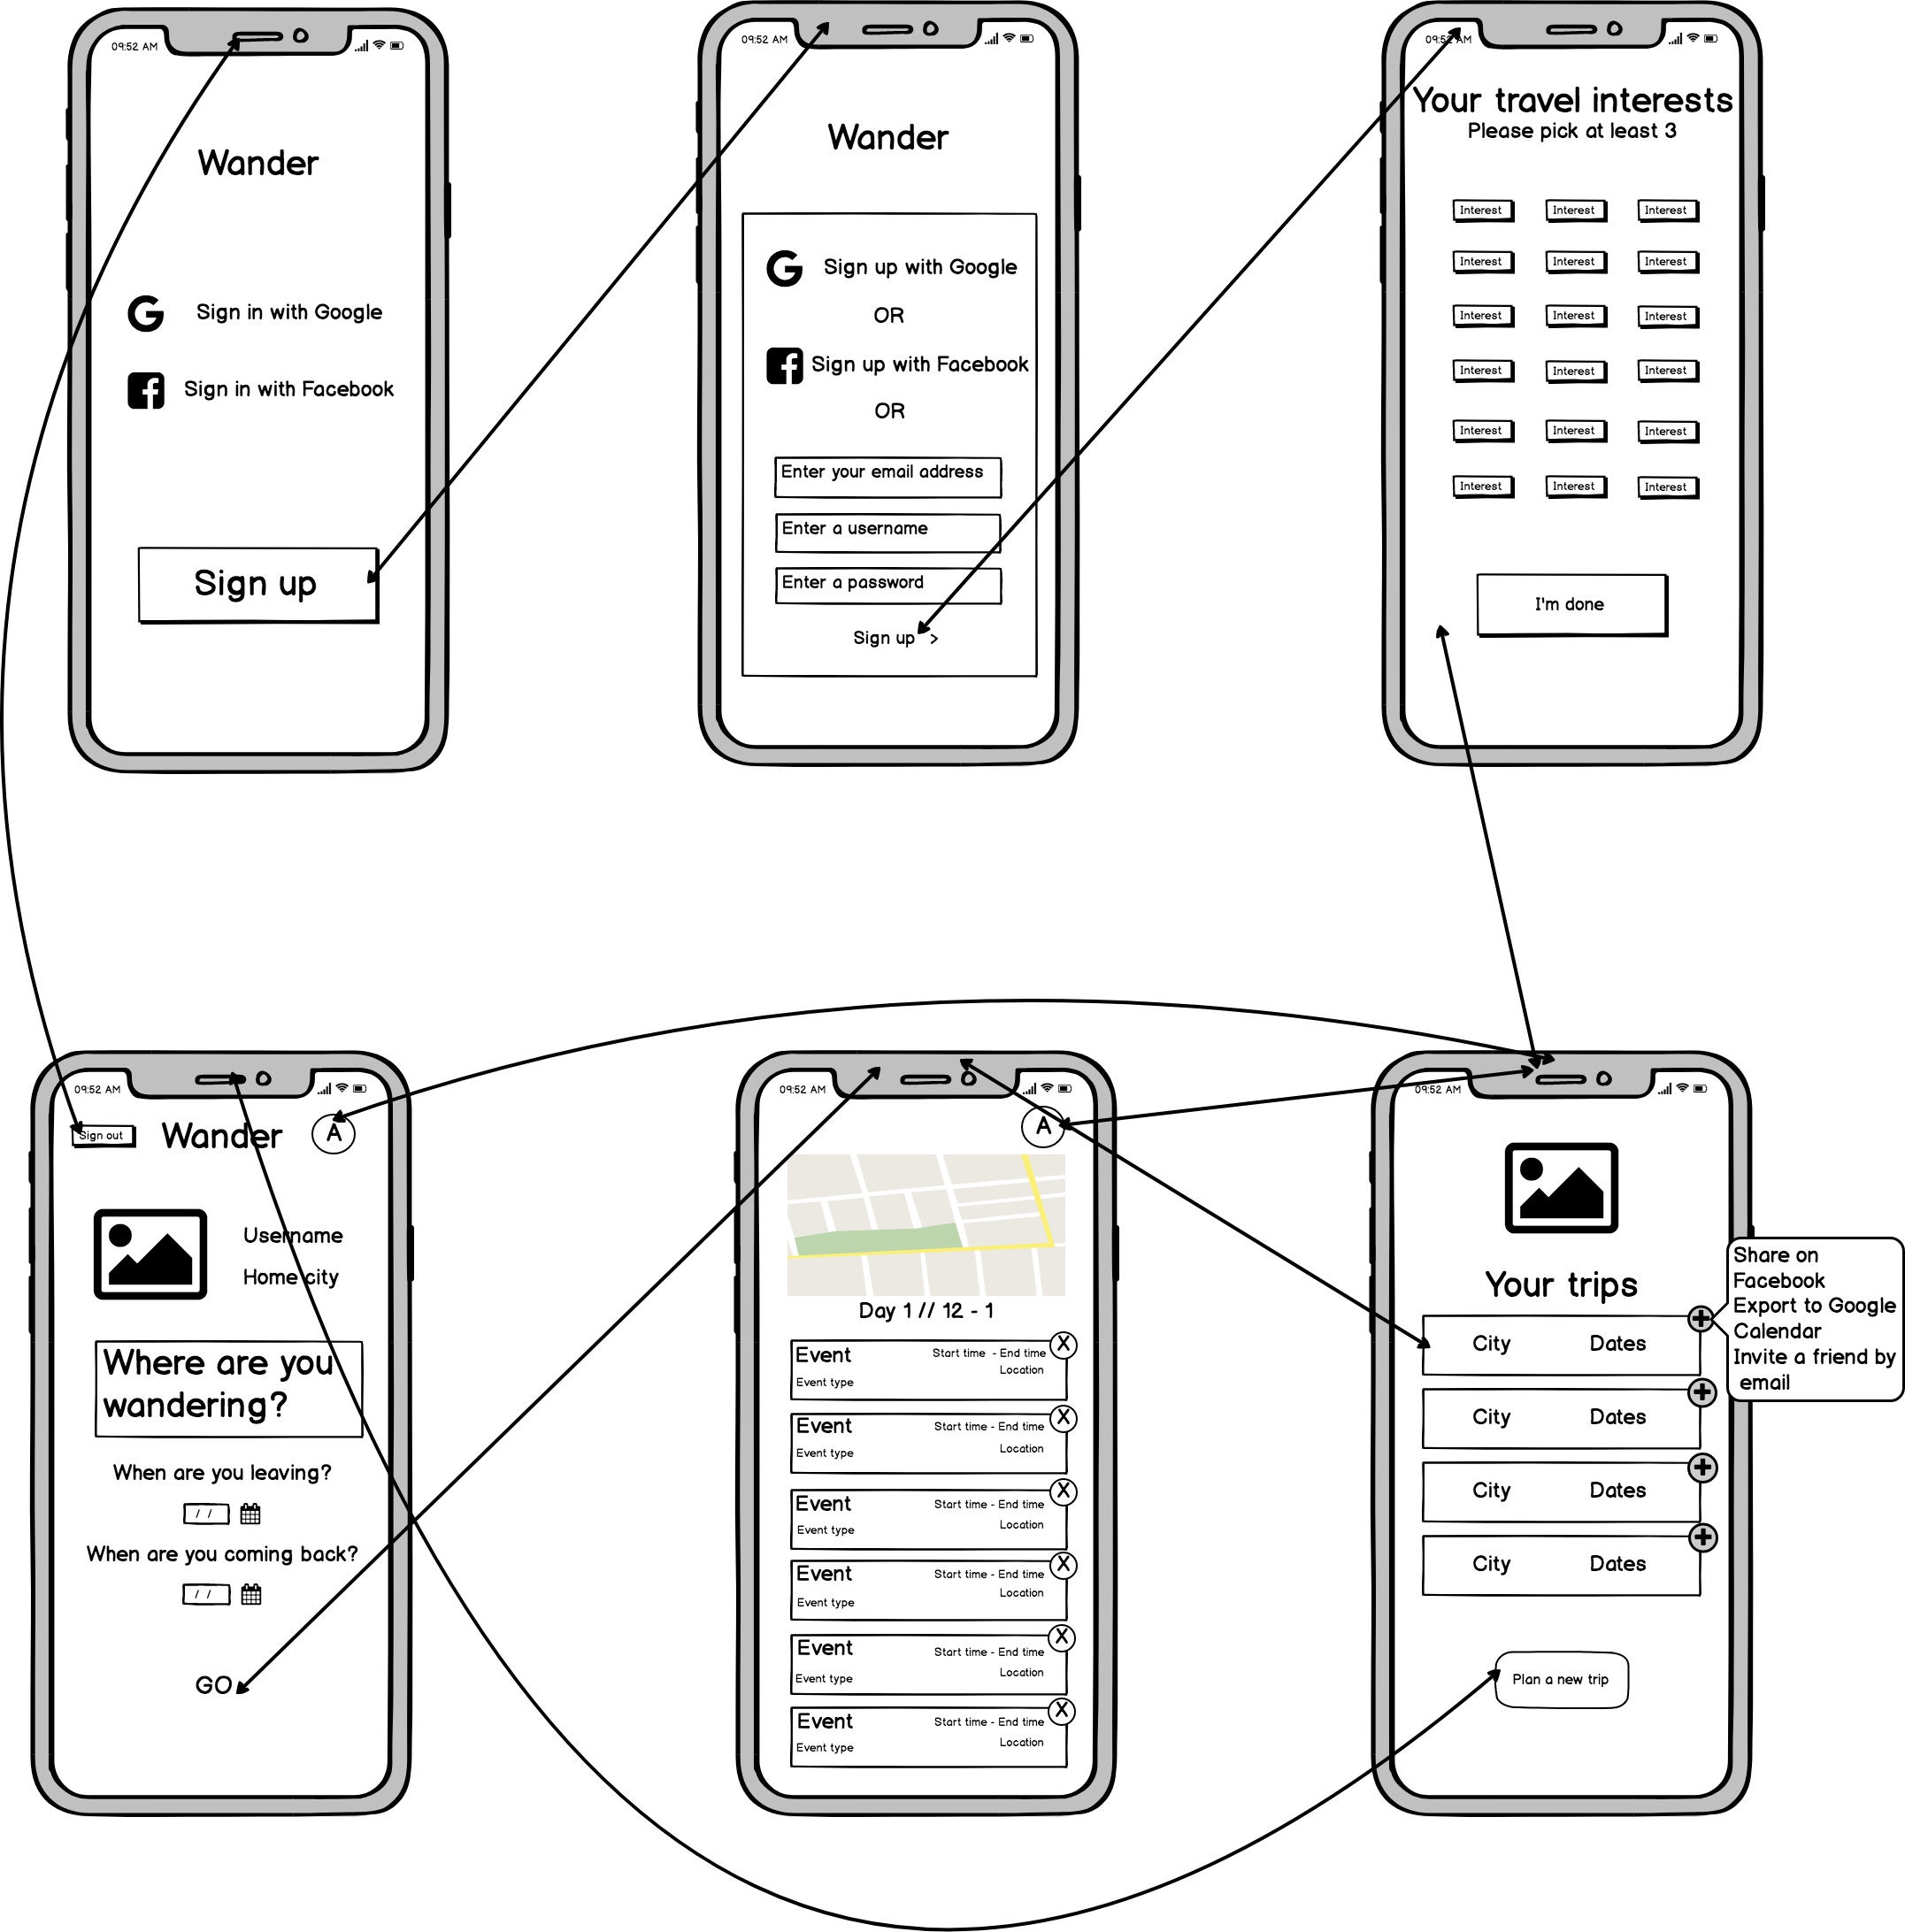 09:52 AM
Wander
Sign in with Google
Sign in with Facebook
Sign up
09:52 AM
Wander
Sign up with Google
OR
Sign up with Facebook
OR
Enter your email address
Enter a username
Enter a password
Sign up >
09:52 AM
Your travel interests
Please pick at least 3
Interest Interest Interest
Interest Interest Interest
Interest Interest Interest
Interest Interest Interest
Interest Interest Interest
Interest Interest Interest
I'm done
09:52 AM
Sign out
Wander
A
Username
Home city
Where are you
wandering?
When are you leaving?
/ /
When are you coming back?
/ /
GO
09:52 AM
A
Day 1 // 12 - 1
Event Start time - End time X
Location
Event type
Event Start time - End time X
Location
Event type
Event Start time - End time X
Location
Event type
Event Start time - End time X
Location
Event type
Event Start time - End time X
Location
Event type
Event Start time - End time X
Location
Event type
09:52 AM
Your trips
City Dates
City Dates
City Dates
City Dates
Share on
Facebook
Export to Google
Calendar
Invite a friend by
email
Plan a new trip